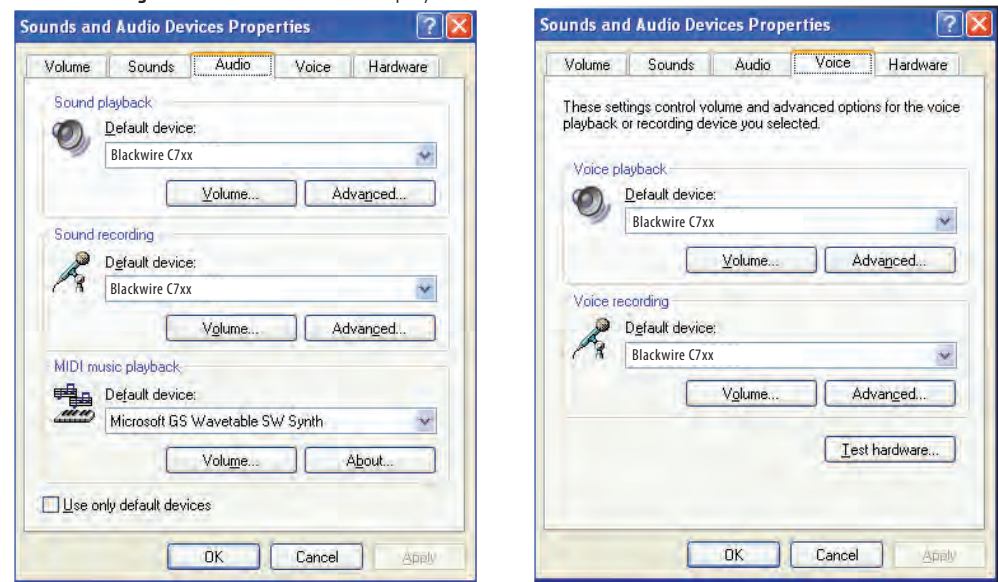 Sounds and Audio Devices Properties
Volume Sounds Audio Voice Hardware
Sound playback
Default device:
Blackwire C7xx
Volume... Advanced...
Sound recording
Default device:
Blackwire C7xx
Volume... Advanced...
MIDI music playback
Default device:
Microsoft GS Wavetable SW Synth
Volume... About...
Use only default devices
OK Cancel Apply
Sounds and Audio Devices Properties
Volume Sounds Audio Voice Hardware
These settings control volume and advanced options for the voice
playback or recording device you selected.
Voice playback
Default device:
Blackwire C7xx
Volume... Advanced...
Voice recording
Default device:
Blackwire C7xx
Volume... Advanced...
Test hardware...
OK Cancel Apply